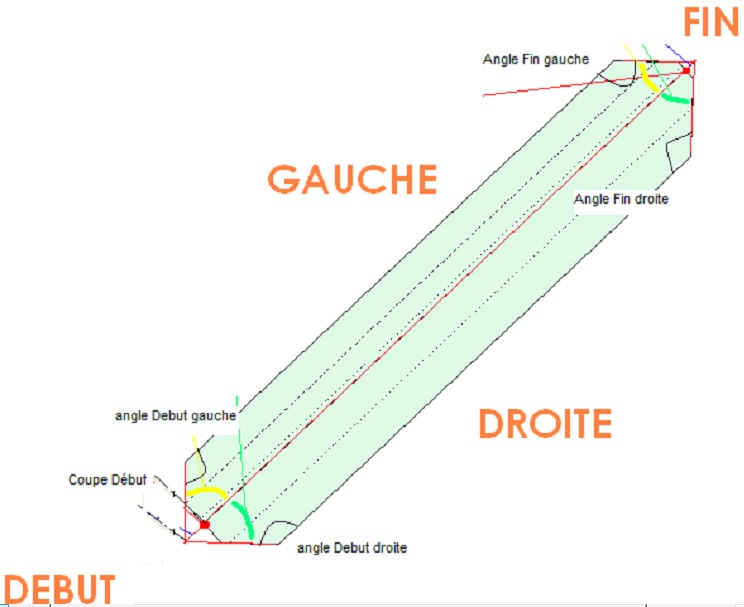 FIN
Angle Fin gauche
GAUCHE
Angle Fin droite
angle Debut gauche
DROITE
Coupe Début
angle Debut droite
DEBUT